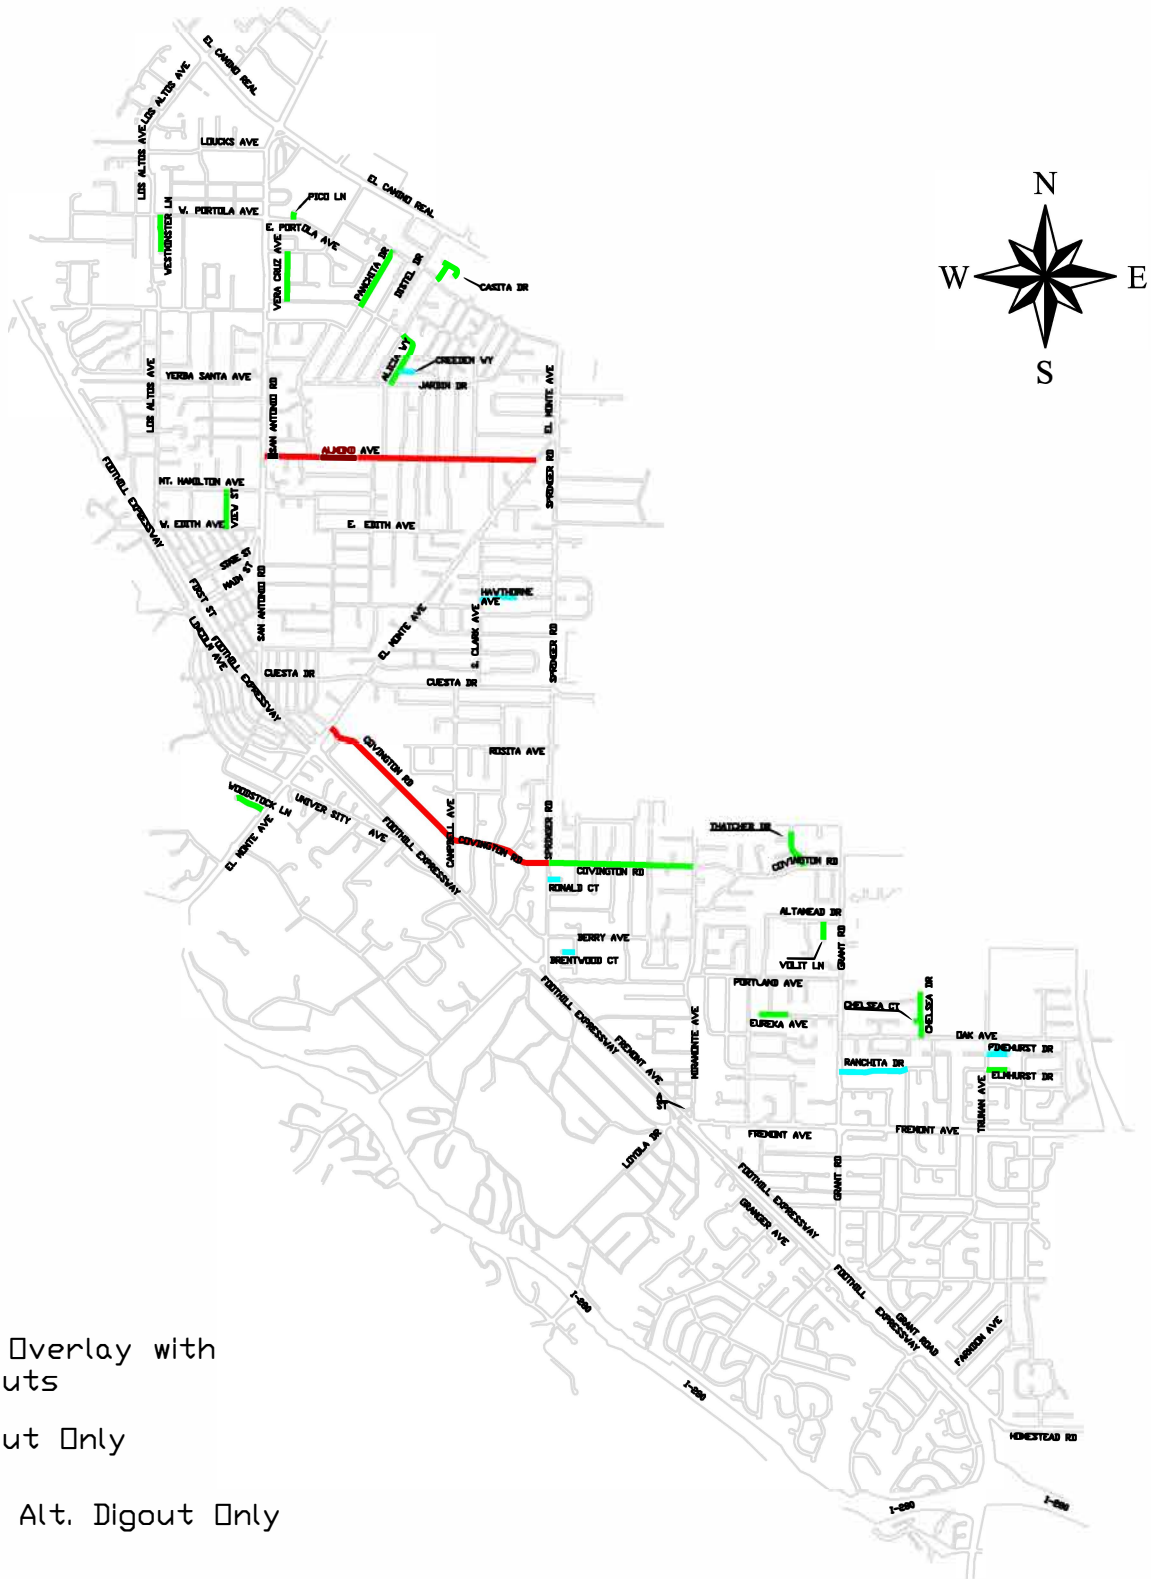 EL CAMINO REAL
LOS ALTOS AVE
LOS ALTOS AVE
LOUCKS AVE
EL CAMINO REAL
N
W
E
S
PICO LN
W. PORTOLA AVE
WESTMINSTER LN
E. PORTOLA AVE
VERA CRUZ AVE
PANCHITA DR
DISTEL DR
CASITA DR
ALICIA WY
CREEDEN WY
JARDIN DR
LOS ALTOS AVE
YERBA SANTA AVE
SAN ANTONIO RD
EL MONTE AVE
ALMOND AVE
SPRINGER RD
FOOTHILL EXPRESSWAY
MT. HAMILTON AVE
VIEW ST
W. EDITH AVE
E. EDITH AVE
STATE ST
MAIN ST
FIRST ST
SAN ANTONIO RD
HAWTHORNE
AVE
LINCOLN AVE
FOOTHILL EXPRESSWAY
EL MONTE AVE
S. CLARK AVE
SPRINGER RD
CUESTA DR
CUESTA DR
COVINGTON RD
ROSITA AVE
WOODSTOCK LN
UNIVER SITY
AVE
EL MONTE AVE
FOOTHILL EXPRESSWAY
CAMPBELL AVE
COVINGTON RD
SPRINGER RD
COVINGTON RD
THATCHER DR
COVINGTON RD
RONALD CT
ALTAMEAD DR
GRANT RD
BERRY AVE
BRENTWOOD CT
VOLIT LN
PORTLAND AVE
FOOTHILL EXPRESSWAY
FREMONT AVE
MIRAMONTE AVE
CHELSEA CT
CHELSEA DR
EUREKA AVE
OAK AVE
PINEHURST DR
RANCHITA DR
ELMHURST DR
TRUMAN AVE
A
ST
FREMONT AVE
FREMONT AVE
LOYOLA DR
GRANT RD
FOOTHILL EXPRESSWAY
GRANGER AVE
FOOTHILL
EXPRESSWAY
GRANT ROAD
FARNDON AVE
I-280
I-280
HOMESTEAD RD
I-280
I-280
Overlay with
uts
ut Only
Alt. Digout Only